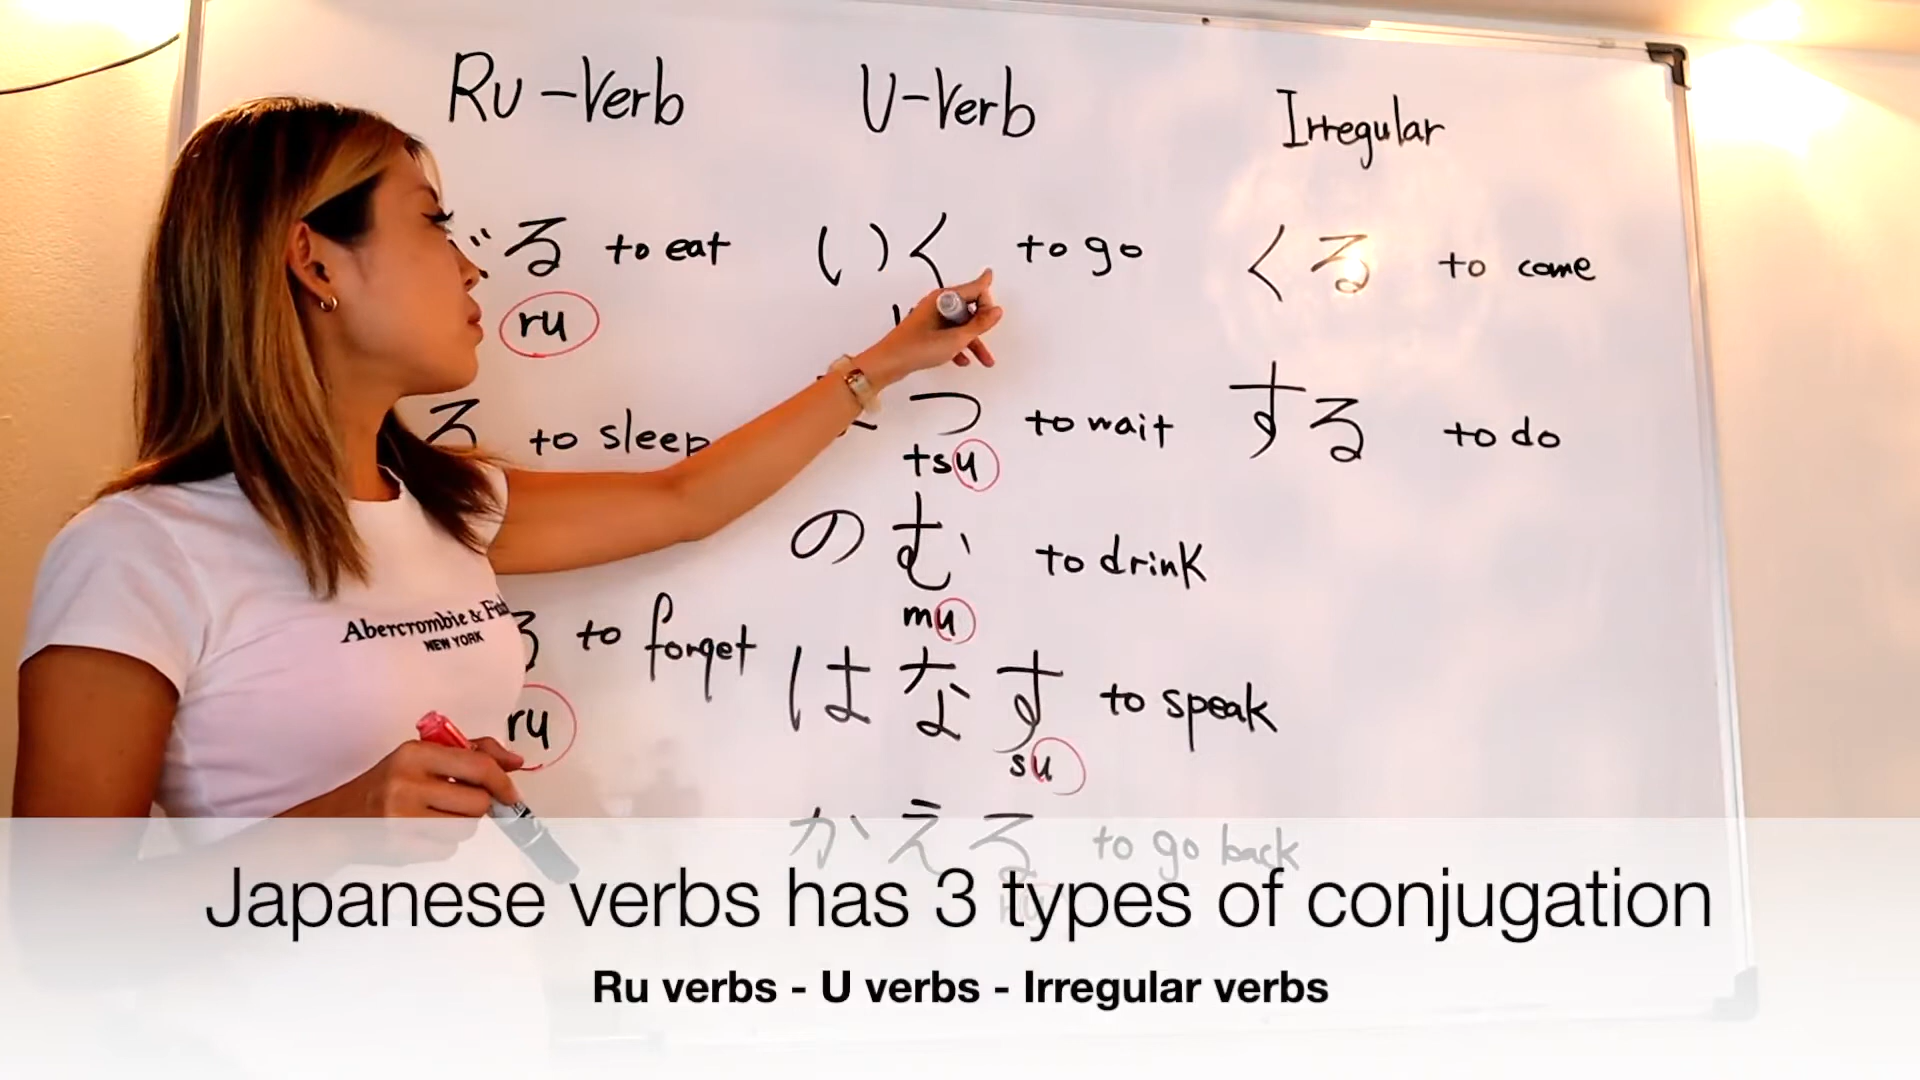 Ru-Verb
U-Verb
Irregular
べる to eat
ru
いく to go
くる to come
る to sleep
つ to wait
tsu
する to do
のむ to drink
mu
る to forget
ru
はなす to speak
su
かえる to go back
Abercrombie & Fit
NEW YORK
Japanese verbs has 3 types of conjugation
Ru verbs - U verbs - Irregular verbs